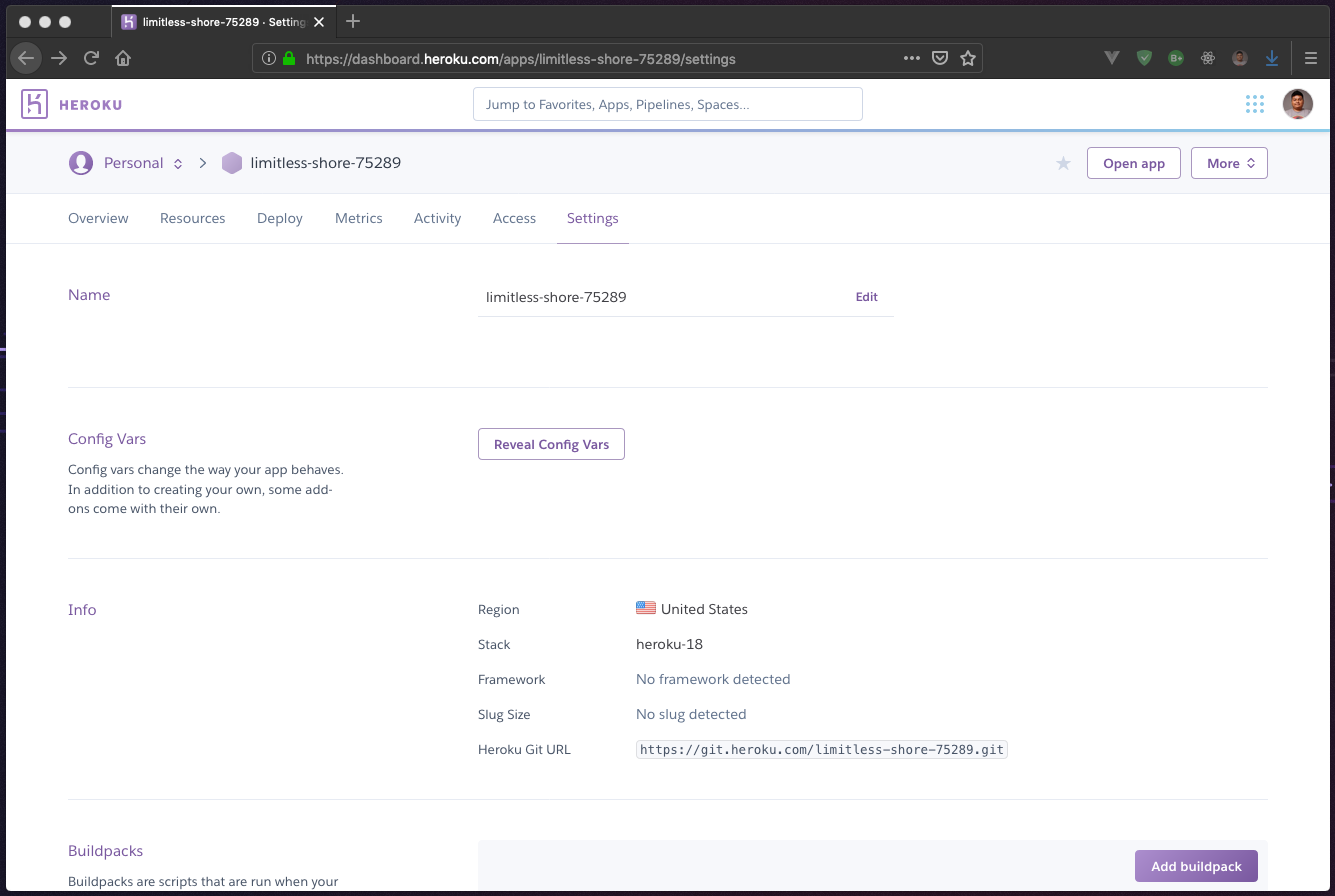 limitless-shore-75289 · Setting
https://dashboard.heroku.com/apps/limitless-shore-75289/settings
HEROKU
Jump to Favorites, Apps, Pipelines, Spaces...
Personal
limitless-shore-75289
Open app
More
Overview
Resources
Deploy
Metrics
Activity
Access
Settings
Name
limitless-shore-75289
Edit
Config Vars
Config vars change the way your app behaves.
In addition to creating your own, some add-
ons come with their own.
Reveal Config Vars
Info
Region
United States
Stack
heroku-18
Framework
No framework detected
Slug Size
No slug detected
Heroku Git URL
https://git.heroku.com/limitless-shore-75289.git
Buildpacks
Buildpacks are scripts that are run when your
Add buildpack